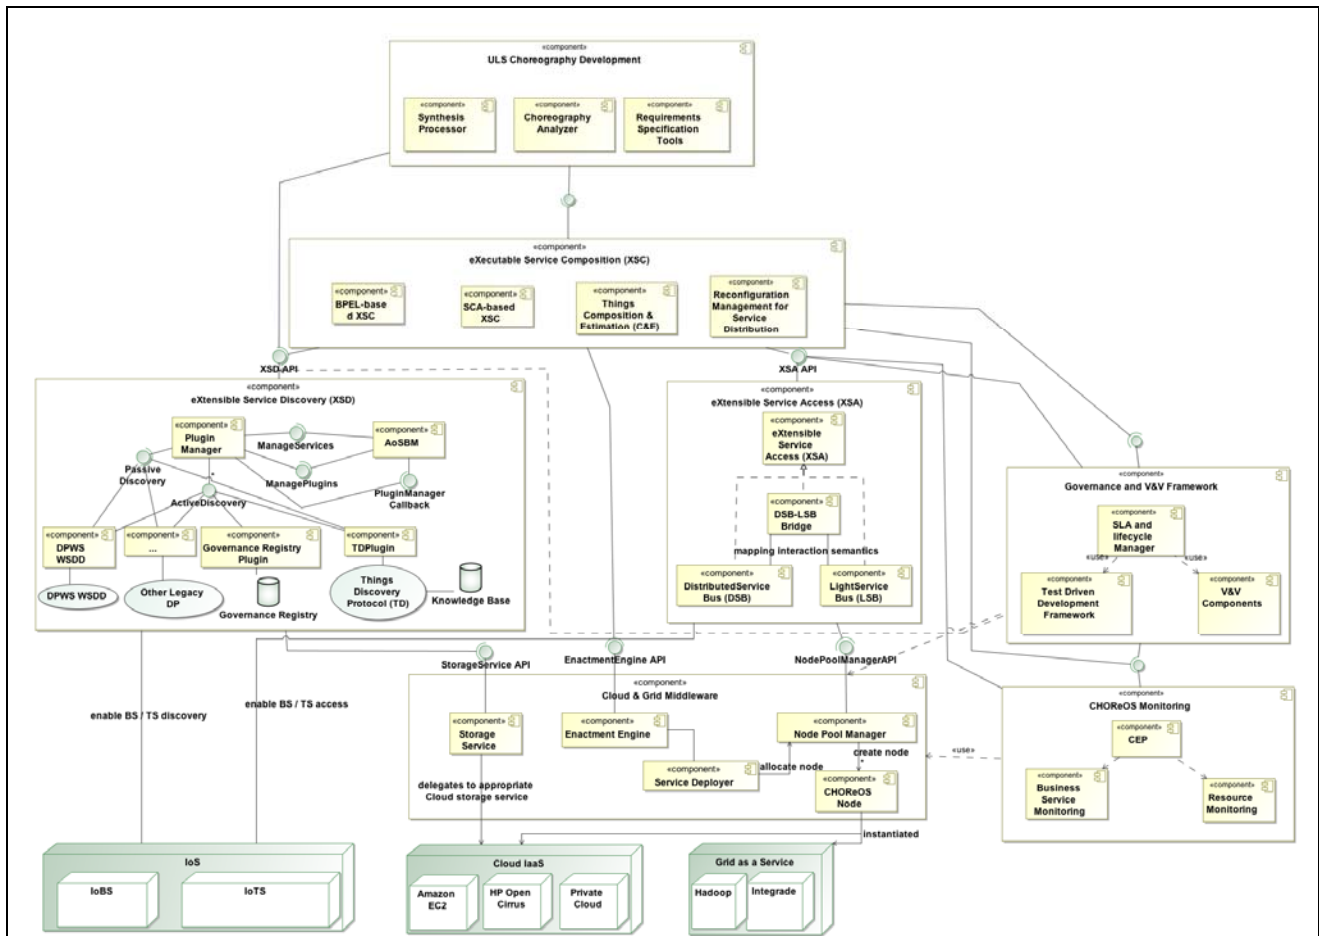 «component»
ULS Choreography Development
«component»
Synthesis
Processor
«component»
Choreography
Analyzer
«component»
Requirements
Specification
Tools
«component»
eXecutable Service Composition (XSC)
«component»
BPEL-base
d XSC
«component»
SCA-based
XSC
«component»
Things
Composition &
Estimation (C&E)
«component»
Reconfiguration
Management for
Service
Distribution
XSD API
XSA API
«component»
eXtensible Service Discovery (XSD)
«component»
Plugin
Manager
ManageServices
«component»
AoSBM
Passive
Discovery
ManagePlugins
*
ActiveDiscovery
PluginManager
Callback
«component»
DPWS
WSDD
«component»
...
«component»
Governance Registry
Plugin
«component»
TDPlugin
DPWS WSDD
Other Legacy
DP
Governance Registry
Things
Discovery
Protocol (TD)
Knowledge Base
«component»
eXtensible Service Access (XSA)
«component»
eXtensible
Service
Access (XSA)
«component»
DSB-LSB
Bridge
mapping interaction semantics
«component»
DistributedService
Bus (DSB)
«component»
LightService
Bus (LSB)
«component»
Governance and V&V Framework
«component»
SLA and
lifecycle
Manager
«use»
«use»
«component»
Test Driven
Development
Framework
«component»
V&V
Components
StorageService API
EnactmentEngine API
NodePoolManagerAPI
«component»
Cloud & Grid Middleware
«component»
Storage
Service
«component»
Enactment Engine
«component»
Node Pool Manager
«component»
Service Deployer
allocate node
create node
*
«component»
CHOReOS
Node
delegates to appropriate
Cloud storage service
instantiated
«use»
«component»
CHOReOS Monitoring
«component»
CEP
«component»
Business
Service
Monitoring
«component»
Resource
Monitoring
enable BS / TS discovery
enable BS / TS access
IoS
IoBS
IoTS
Cloud IaaS
Amazon
EC2
HP Open
Cirrus
Private
Cloud
Grid as a Service
Hadoop
Integrade